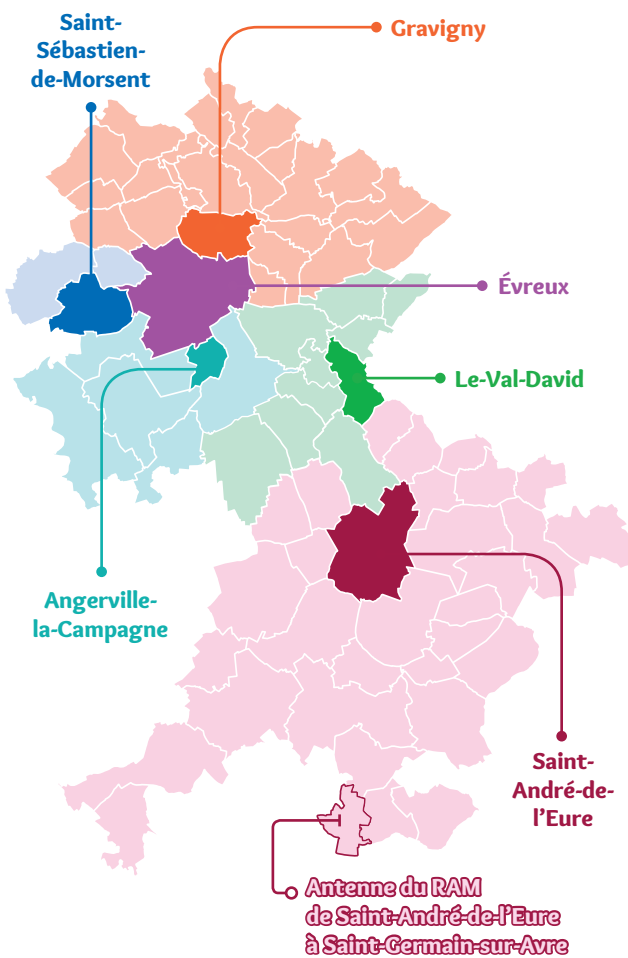 Saint-
Sébastien-
de-Morsent
Gravigny
Évreux
Le-Val-David
Angerville-
la-Campagne
Saint-
André-de-
l'Eure
Antenne du RAM
de Saint-André-de-l'Eure
à Saint-Germain-sur-Avre